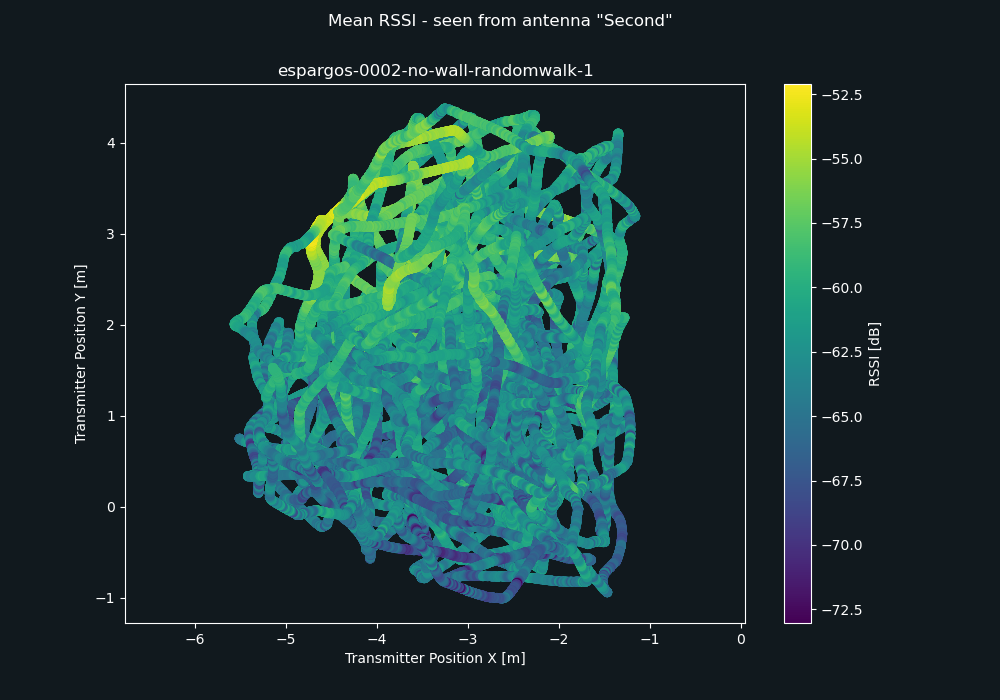 Mean RSSI - seen from antenna "Second"
espargos-0002-no-wall-randomwalk-1
4
3
2
1
0
−1
Transmitter Position Y [m]
−6 −5 −4 −3 −2 −1 0
Transmitter Position X [m]
−52.5
−55.0
−57.5
−60.0
−62.5
−65.0
−67.5
−70.0
−72.5
RSSI [dB]